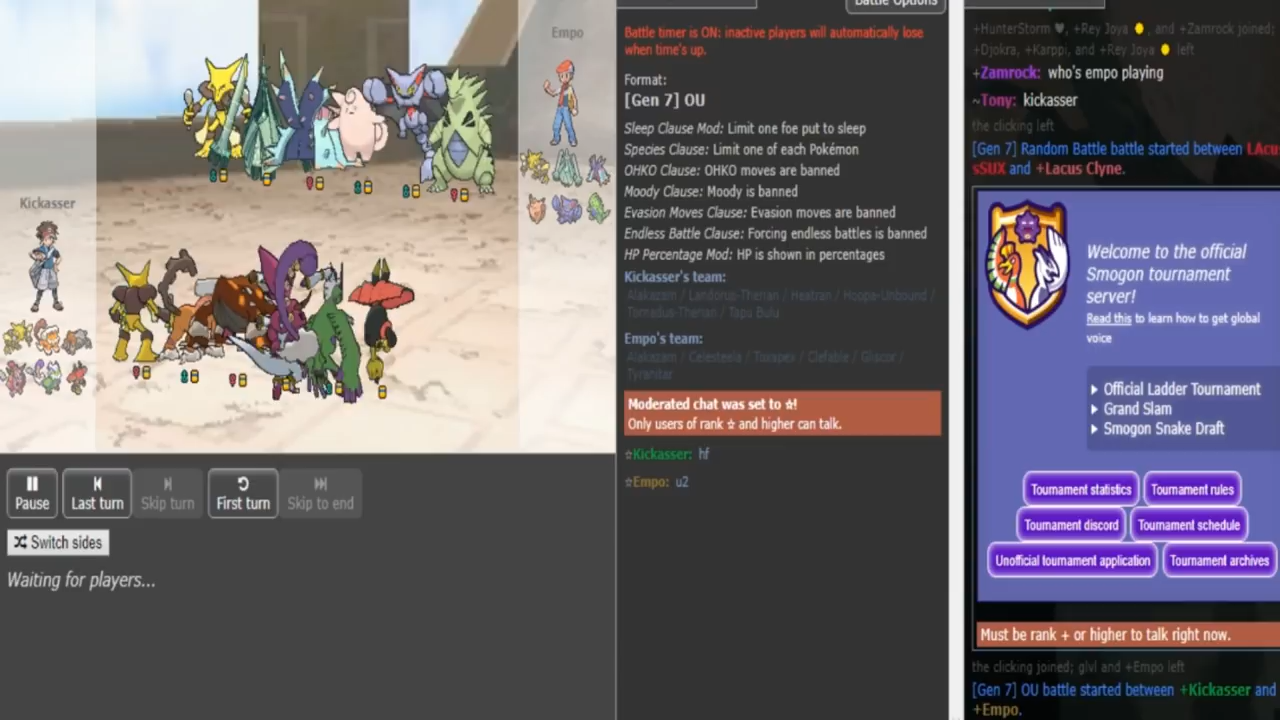 Empo
Kickasser
Pause
Last turn
Skip turn
First turn
Skip to end
Switch sides
Waiting for players...
Battle Options
Battle timer is ON: inactive players will automatically lose
when time's up.
Format:
[Gen 7] OU
Sleep Clause Mod: Limit one foe put to sleep
Species Clause: Limit one of each Pokémon
OHKO Clause: OHKO moves are banned
Moody Clause: Moody is banned
Evasion Moves Clause: Evasion moves are banned
Endless Battle Clause: Forcing endless battles is banned
HP Percentage Mod: HP is shown in percentages
Kickasser's team:
Alakazam / Landorus-Therian / Heatran / Hoopa-Unbound /
Tornadus-Therian / Tapu Bulu
Empo's team:
Alakazam / Celesteela / Toxapex / Clefable / Gliscor /
Tyranitar
Moderated chat was set to ☆!
Only users of rank ☆ and higher can talk.
☆Kickasser: hf
☆Empo: u2
+HunterStorm ♥, +Rey Joya, and +Zamrock joined;
+Djokra, +Karppi, and +Rey Joya left
+Zamrock: who's empo playing
~Tony: kickasser
the clicking left
[Gen 7] Random Battle battle started between LAcu
sSUX and +Lacus Clyne.
Welcome to the official
Smogon tournament
server!
Read this to learn how to get global
voice
Official Ladder Tournament
Grand Slam
Smogon Snake Draft
Tournament statistics
Tournament rules
Tournament discord
Tournament schedule
Unofficial tournament application
Tournament archives
Must be rank + or higher to talk right now.
the clicking joined; glvl and +Empo left
[Gen 7] OU battle started between +Kickasser and
+Empo.